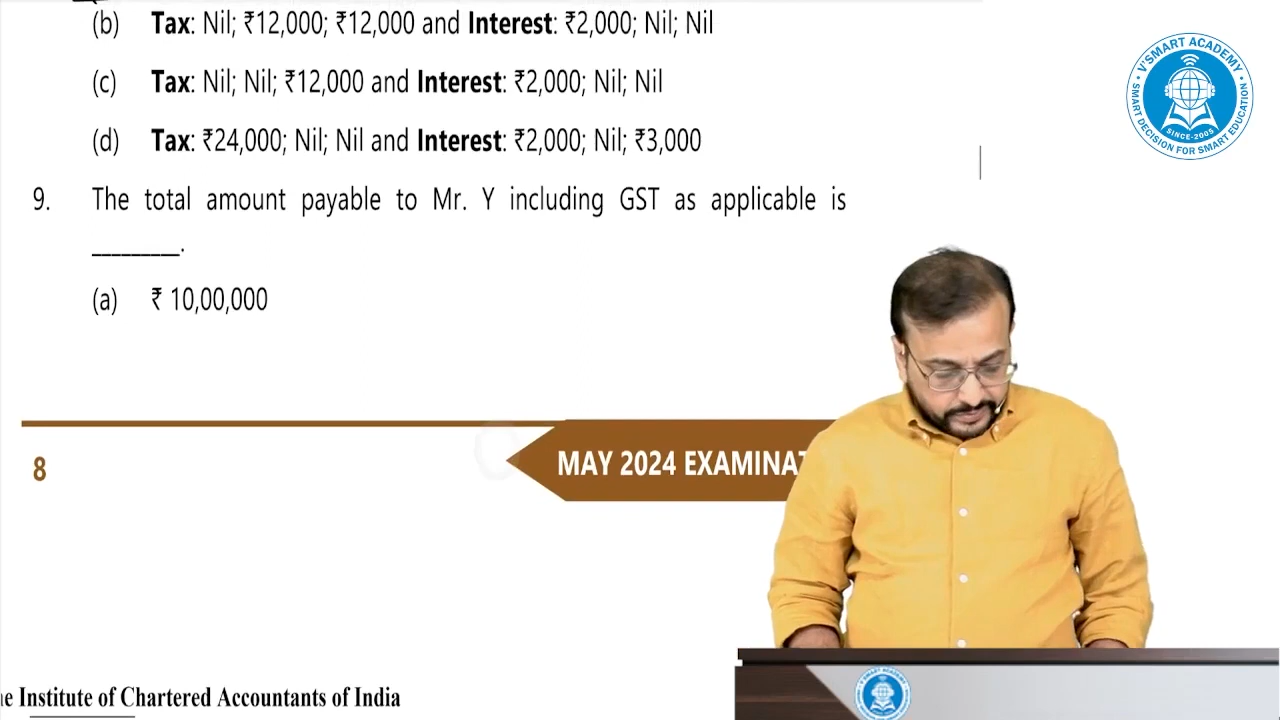 (b) Tax: Nil; ₹12,000; ₹12,000 and Interest: ₹2,000; Nil; Nil
(c) Tax: Nil; Nil; ₹12,000 and Interest: ₹2,000; Nil; Nil
(d) Tax: ₹24,000; Nil; Nil and Interest: ₹2,000; Nil; ₹3,000
9. The total amount payable to Mr. Y including GST as applicable is
_________.
(a) ₹ 10,00,000
8
MAY 2024 EXAMINAT
e Institute of Chartered Accountants of India
V'SMART ACADEMY
SINCE-2005
SMART DECISION FOR SMART EDUCATION